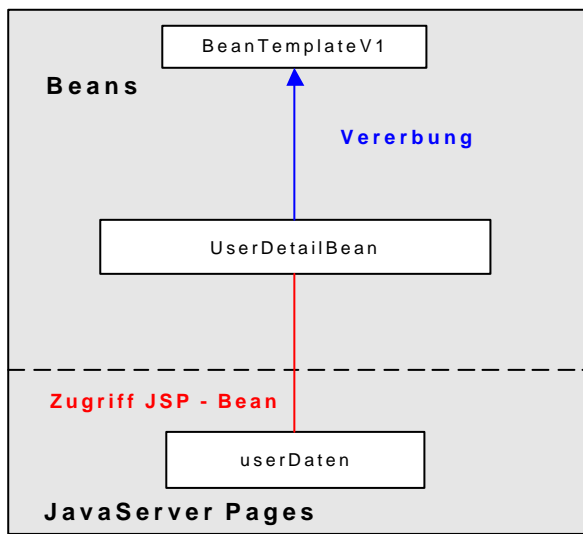 BeanTemplateV1
Beans
Vererbung
UserDetailBean
Zugriff JSP - Bean
userDaten
JavaServer Pages